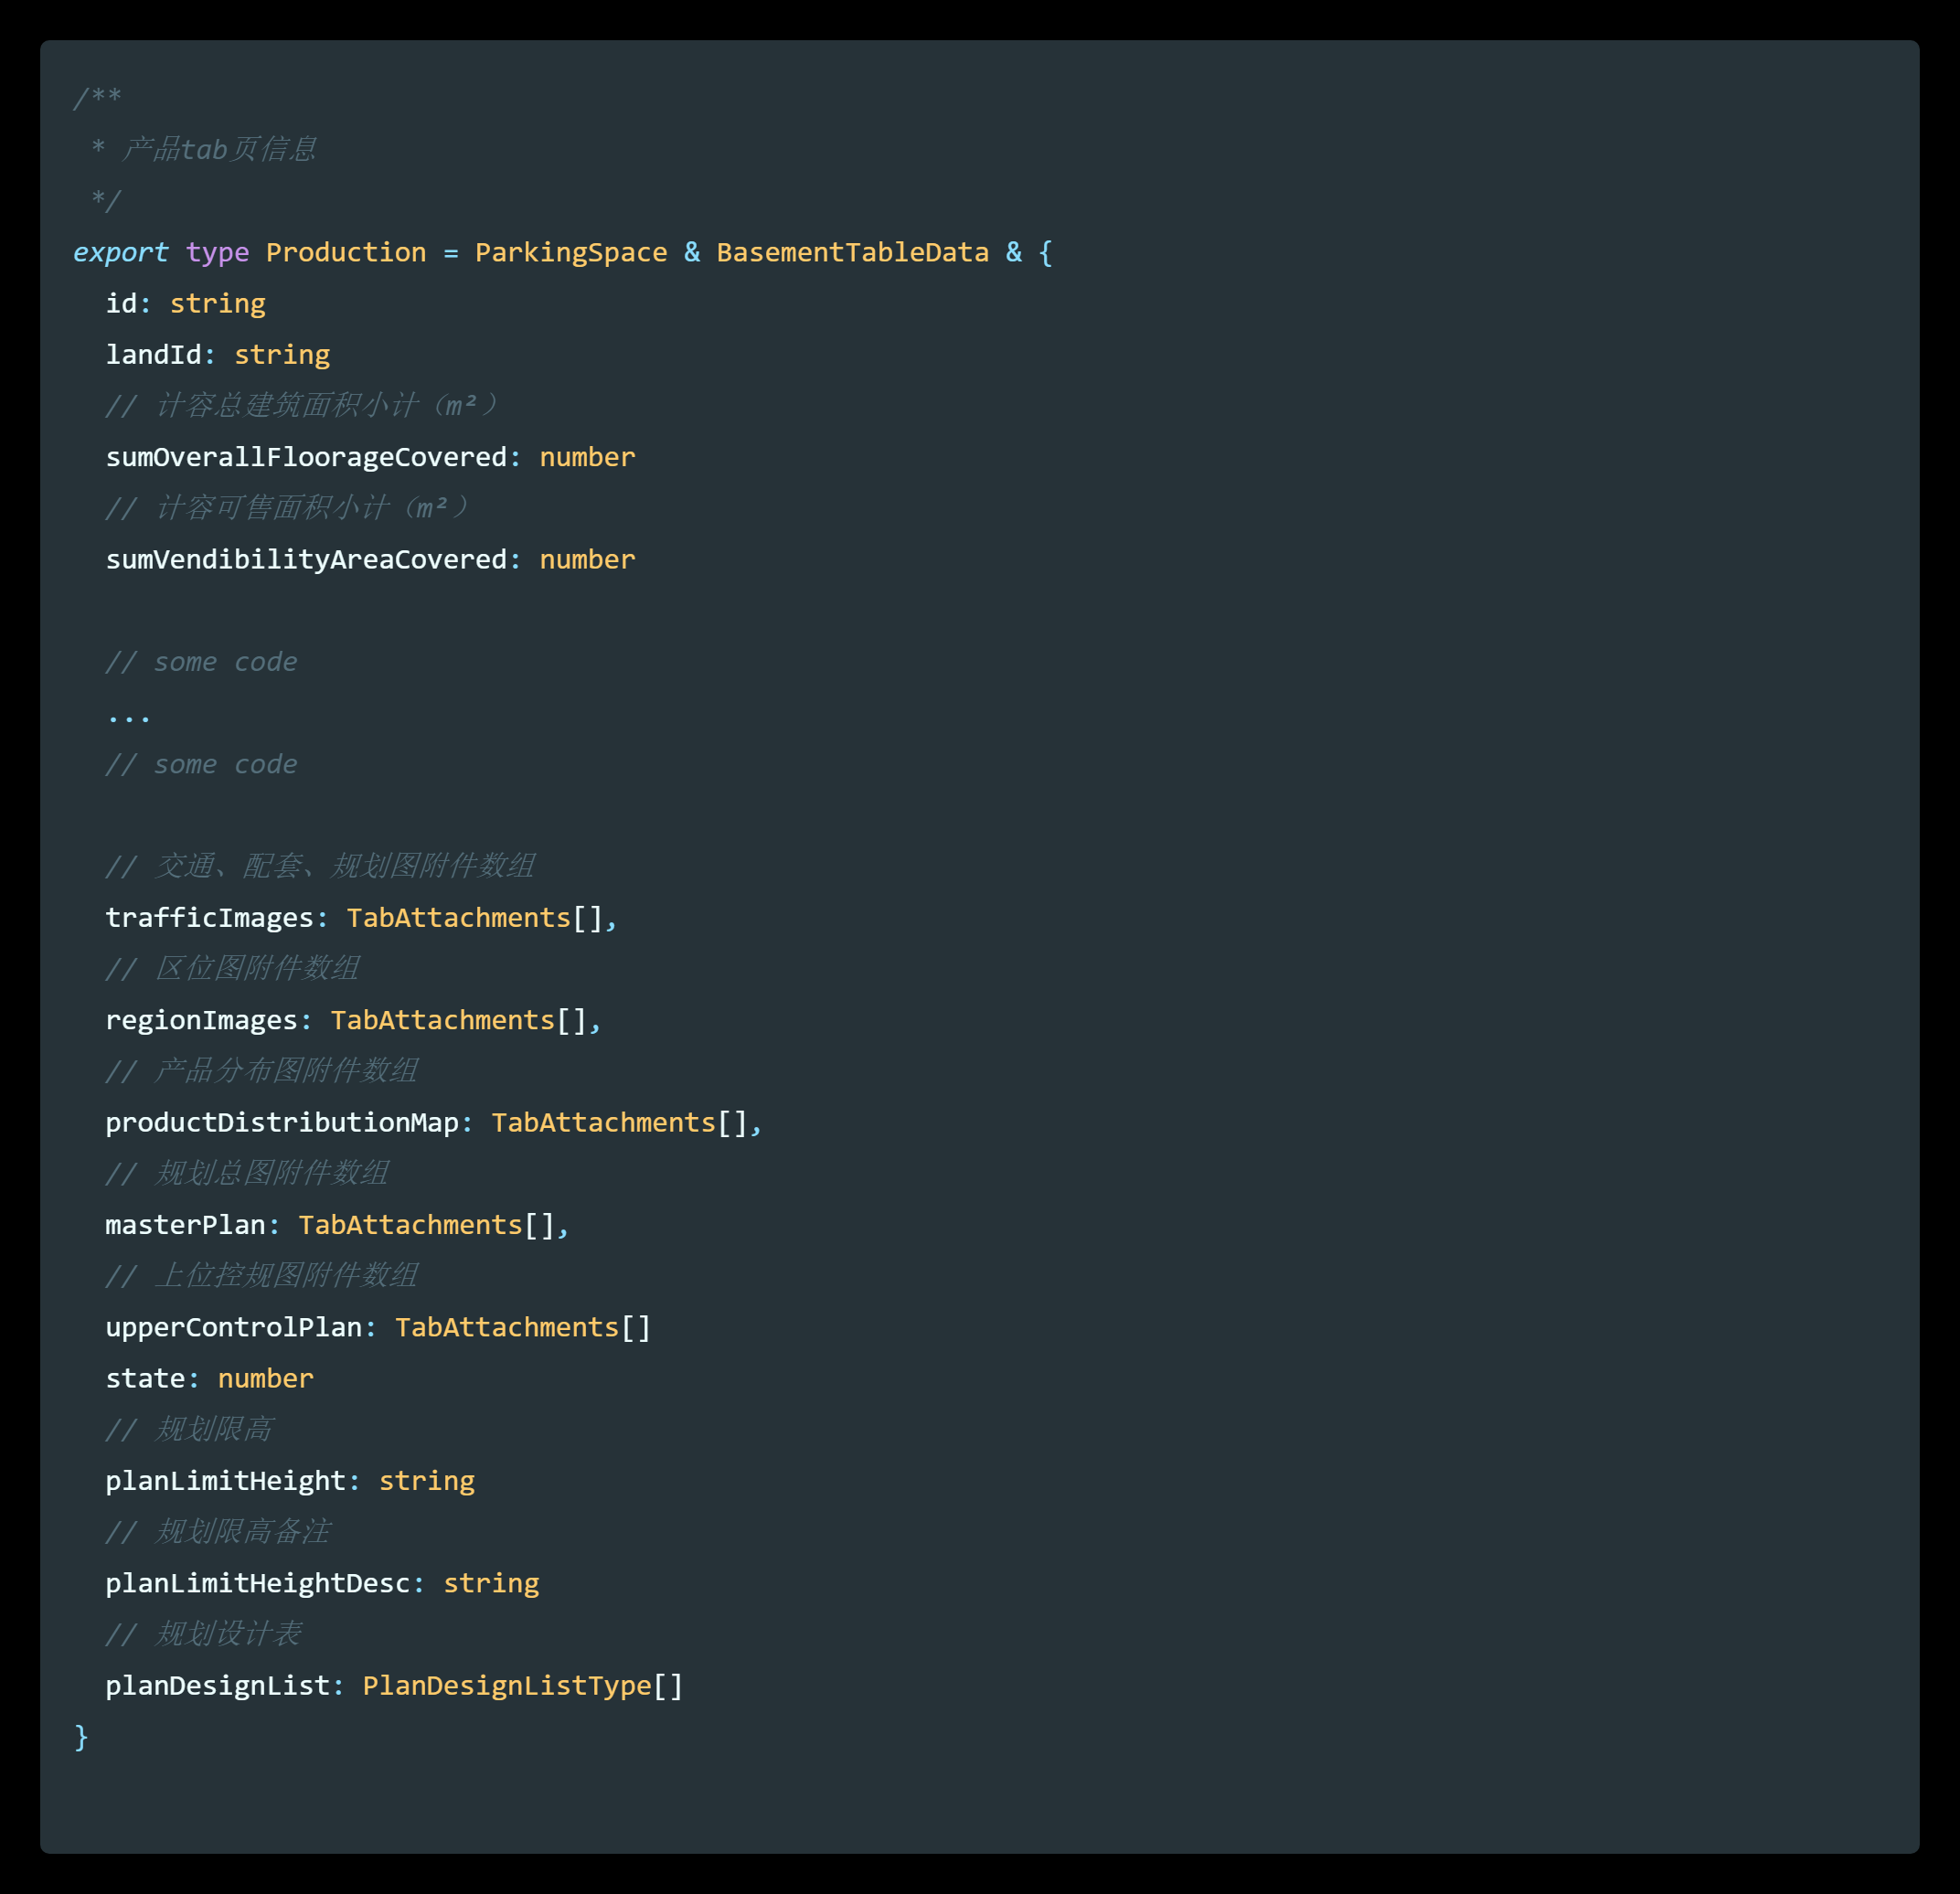 /**
 * 产品tab页信息
 */
export type Production = ParkingSpace & BasementTableData & {
  id: string
  landId: string
  // 计容总建筑面积小计（m²）
  sumOverallFloorageCovered: number
  // 计容可售面积小计（m²）
  sumVendibilityAreaCovered: number

  // some code
  ...
  // some code

  // 交通、配套、规划图附件数组
  trafficImages: TabAttachments[],
  // 区位图附件数组
  regionImages: TabAttachments[],
  // 产品分布图附件数组
  productDistributionMap: TabAttachments[],
  // 规划总图附件数组
  masterPlan: TabAttachments[],
  // 上位控规图附件数组
  upperControlPlan: TabAttachments[]
  state: number
  // 规划限高
  planLimitHeight: string
  // 规划限高备注
  planLimitHeightDesc: string
  // 规划设计表
  planDesignList: PlanDesignListType[]
}